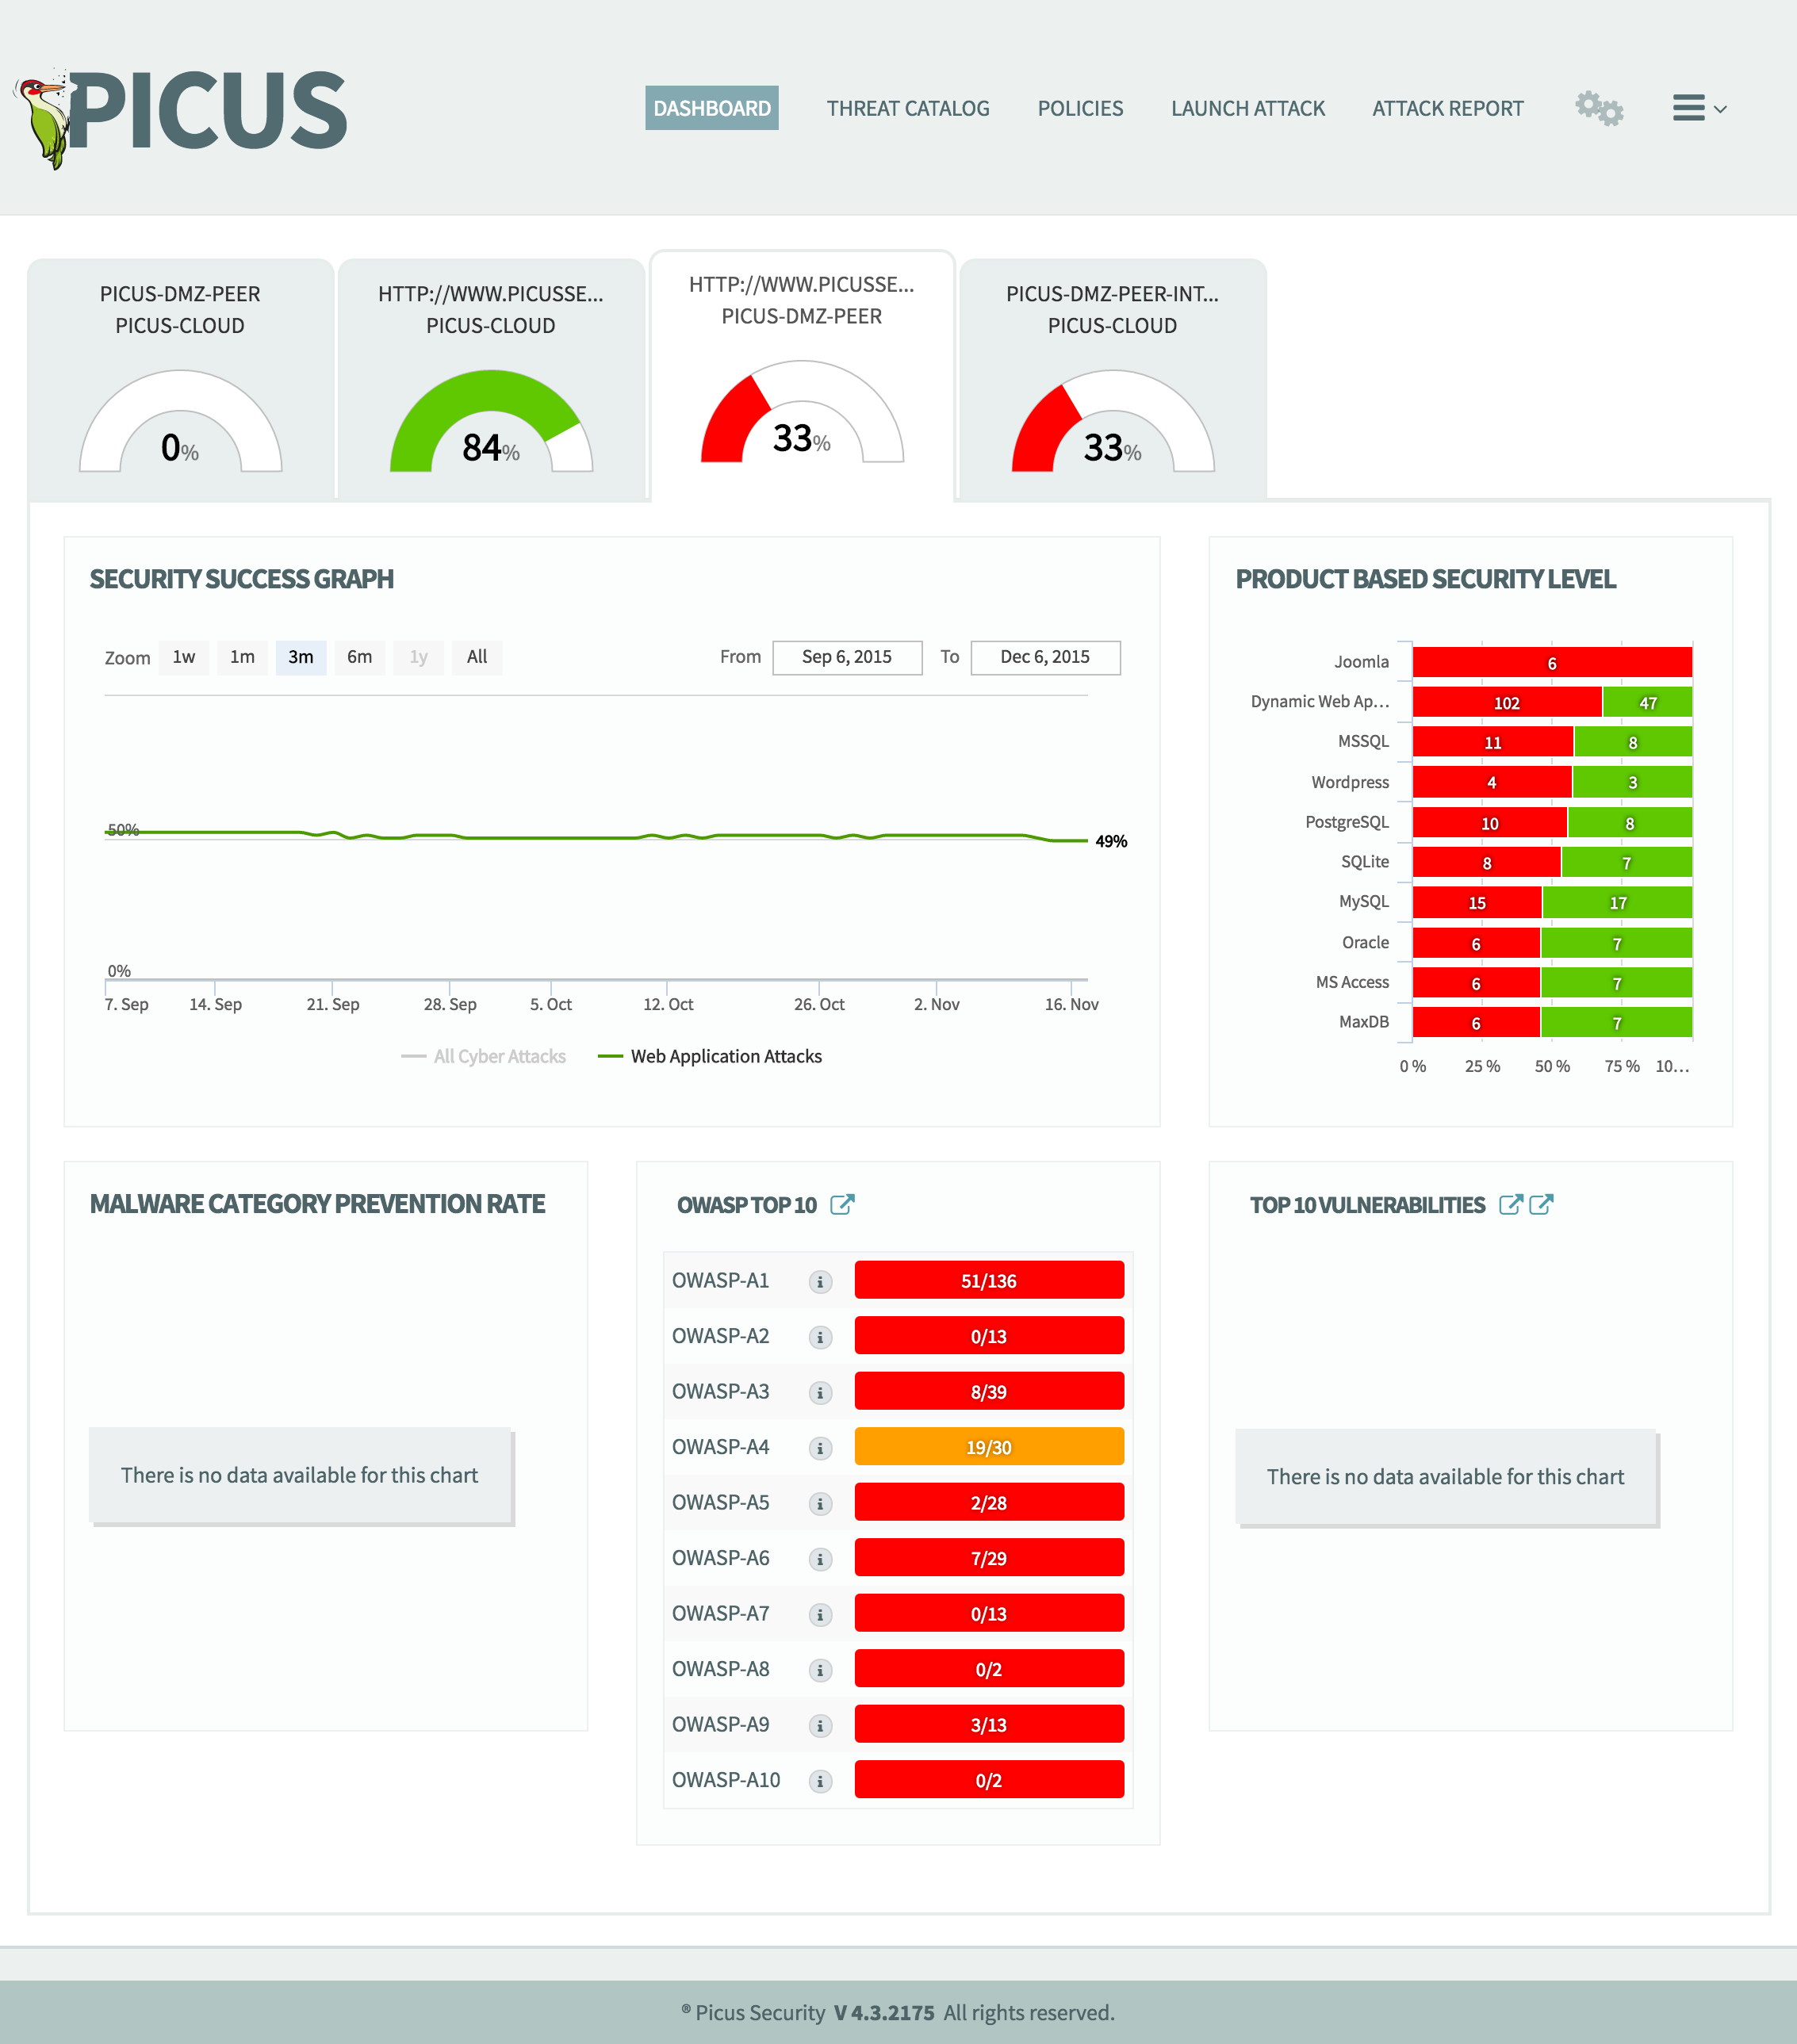 PICUS
DASHBOARD THREAT CATALOG POLICIES LAUNCH ATTACK ATTACK REPORT
PICUS-DMZ-PEER
PICUS-CLOUD
0%
HTTP://WWW.PICUSSE...
PICUS-CLOUD
84%
HTTP://WWW.PICUSSE...
PICUS-DMZ-PEER
33%
PICUS-DMZ-PEER-INT...
PICUS-CLOUD
33%
SECURITY SUCCESS GRAPH
Zoom 1w 1m 3m 6m 1y All From Sep 6, 2015 To Dec 6, 2015
50%
49%
0%
7. Sep 14. Sep 21. Sep 28. Sep 5. Oct 12. Oct 26. Oct 2. Nov 16. Nov
All Cyber Attacks Web Application Attacks
PRODUCT BASED SECURITY LEVEL
Joomla 6
Dynamic Web Ap... 102 47
MSSQL 11 8
Wordpress 4 3
PostgreSQL 10 8
SQLite 8 7
MySQL 15 17
Oracle 6 7
MS Access 6 7
MaxDB 6 7
0 % 25 % 50 % 75 % 10...
MALWARE CATEGORY PREVENTION RATE
There is no data available for this chart
OWASP TOP 10
OWASP-A1 i 51/136
OWASP-A2 i 0/13
OWASP-A3 i 8/39
OWASP-A4 i 19/30
OWASP-A5 i 2/28
OWASP-A6 i 7/29
OWASP-A7 i 0/13
OWASP-A8 i 0/2
OWASP-A9 i 3/13
OWASP-A10 i 0/2
TOP 10 VULNERABILITIES
There is no data available for this chart
® Picus Security V 4.3.2175 All rights reserved.